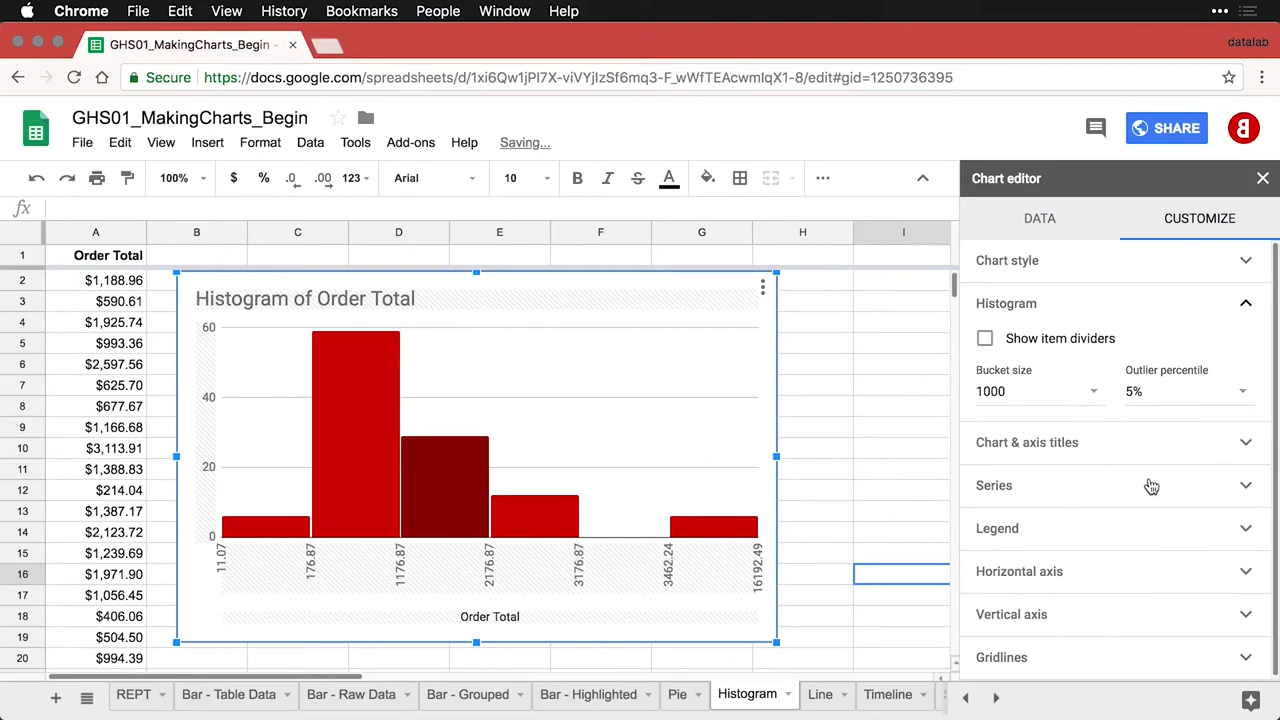 Chrome File Edit View History Bookmarks People Window Help
GHS01_MakingCharts_Begin - × datalab
Secure https://docs.google.com/spreadsheets/d/1xi6Qw1jPI7X-viVYjIzSf6mq3-F_wWfTEAcwmIqX1-8/edit#gid=1250736395
GHS01_MakingCharts_Begin
SHARE
File Edit View Insert Format Data Tools Add-ons Help Saving...
100% $ % .0 .00 123 Arial 10 B I S A
Chart editor
fx
DATA CUSTOMIZE
A B C D E F G H I
1 Order Total
2 $1,188.96
3 $590.61
4 $1,925.74
5 $993.36
6 $2,597.56
7 $625.70
8 $677.67
9 $1,166.68
10 $3,113.91
11 $1,388.83
12 $214.04
13 $1,387.17
14 $2,123.72
15 $1,239.69
16 $1,971.90
17 $1,056.45
18 $406.06
19 $504.50
20 $994.39
Histogram of Order Total
60
40
20
0
11.07 176.87 1176.87 2176.87 3176.87 3462.24 16192.49
Order Total
Chart style
Histogram
Show item dividers
Bucket size Outlier percentile
1000 5%
Chart & axis titles
Series
Legend
Horizontal axis
Vertical axis
Gridlines
REPT Bar - Table Data Bar - Raw Data Bar - Grouped Bar - Highlighted Pie Histogram Line Timeline